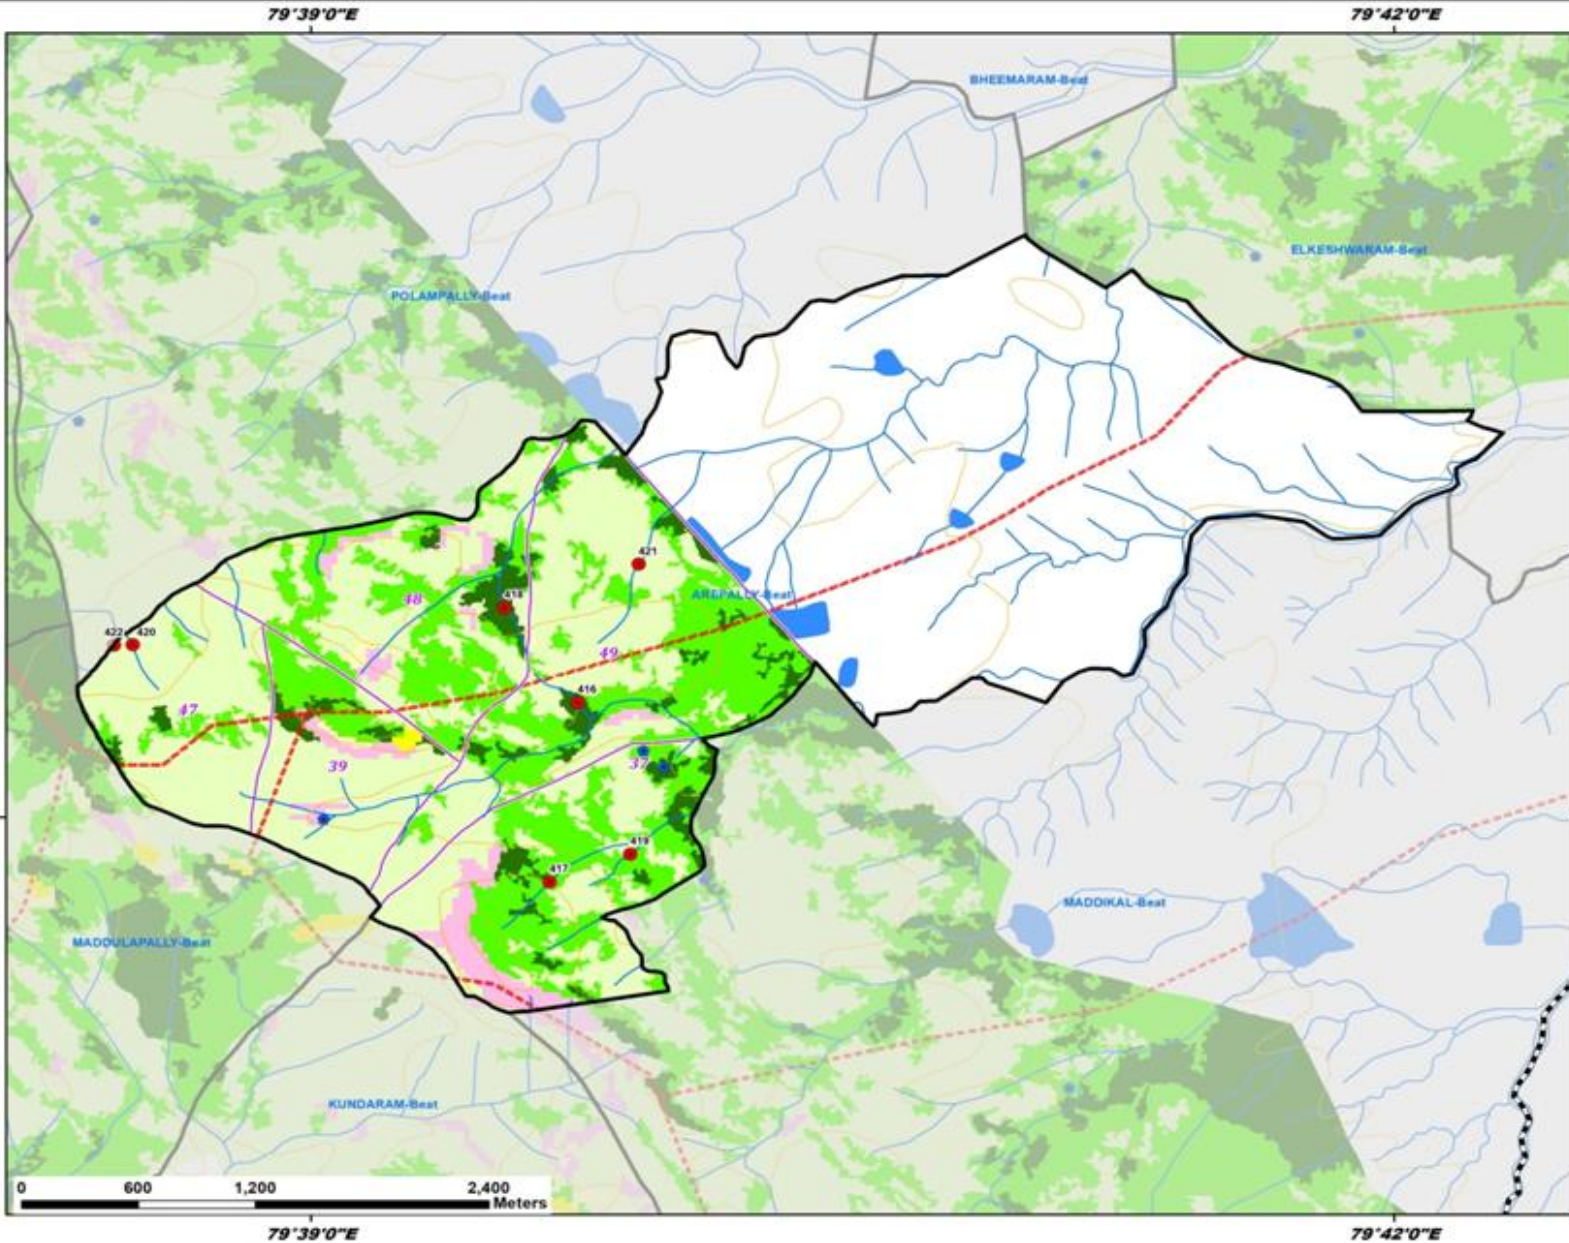 79°39'0"E
79°42'0"E
BHEEMARAM-Beat
ELKESHWARAM-Beat
POLAMPALLY-Beat
421
AREPALLY-Beat
418
48
422
420
49
416
47
39
37
419
417
MADDIKAL-Beat
MADDULAPALLY-Beat
KUNDARAM-Beat
0 600 1,200 2,400
Meters
79°39'0"E
79°42'0"E